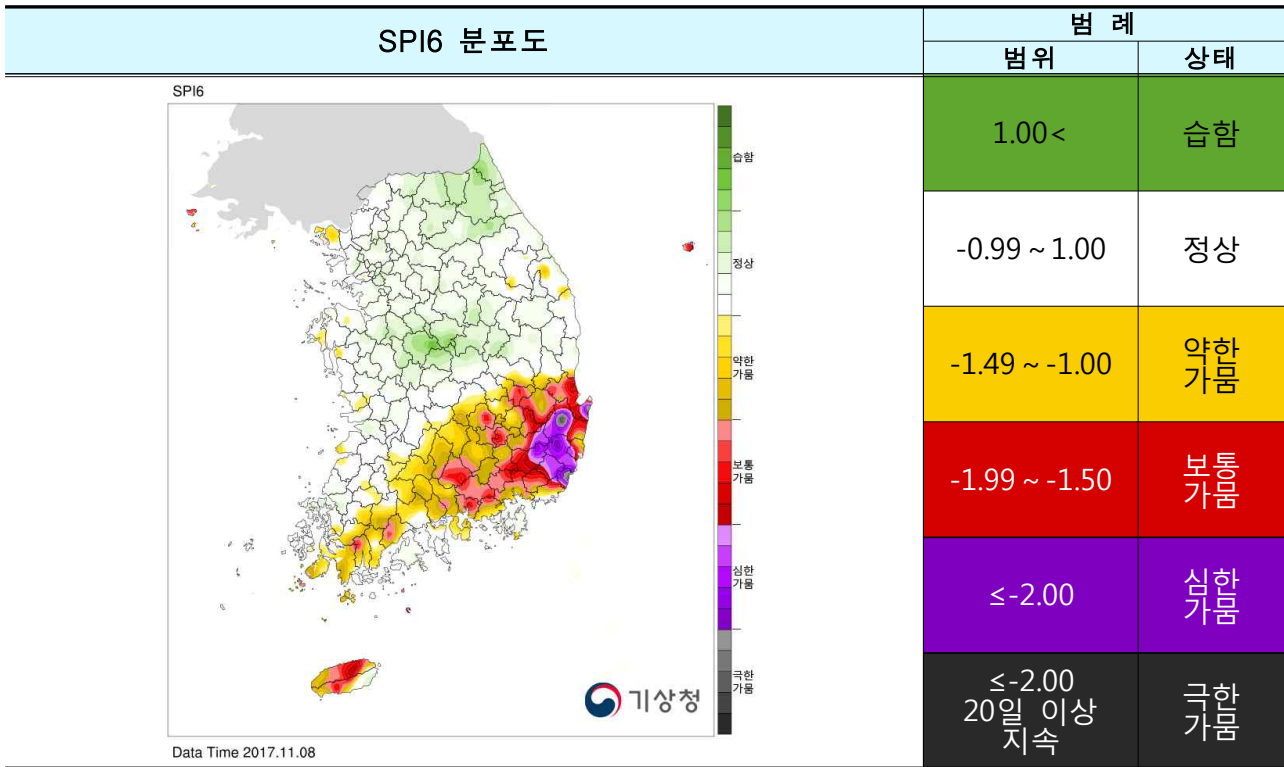 SPI6 분포도
범 례
범위
상태
SPI6
습함
정상
약한
가뭄
보통
가뭄
심한
가뭄
극한
가뭄
기상청
Data Time 2017.11.08
1.00<
습함
-0.99 ~ 1.00
정상
-1.49 ~ -1.00
약한
가뭄
-1.99 ~ -1.50
보통
가뭄
≤-2.00
심한
가뭄
≤-2.00
20일 이상
지속
극한
가뭄